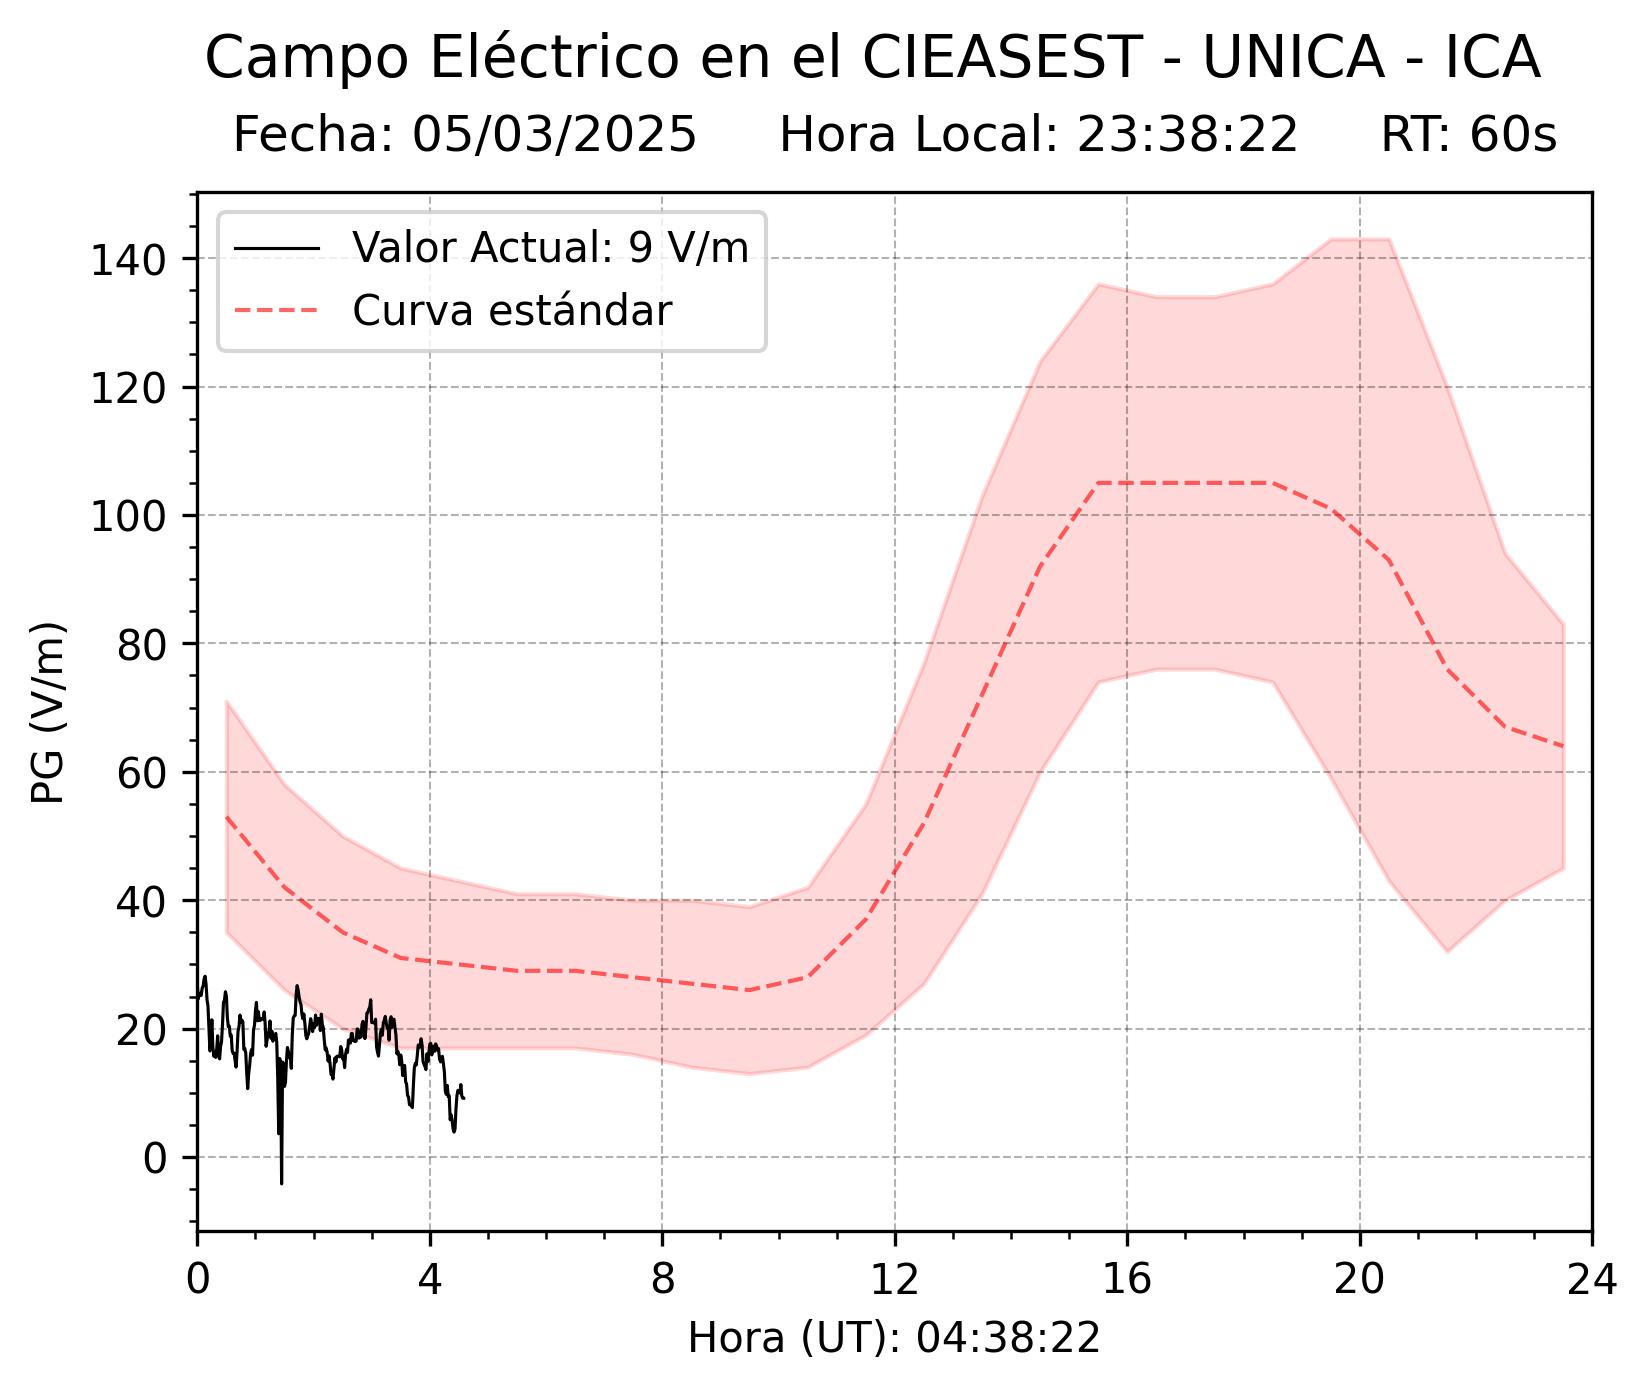 Campo Eléctrico en el CIEASEST - UNICA - ICA
Fecha: 05/03/2025 Hora Local: 23:38:22 RT: 60s
Valor Actual: 9 V/m
Curva estándar
PG (V/m)
140
120
100
80
60
40
20
0
0 4 8 12 16 20 24
Hora (UT): 04:38:22